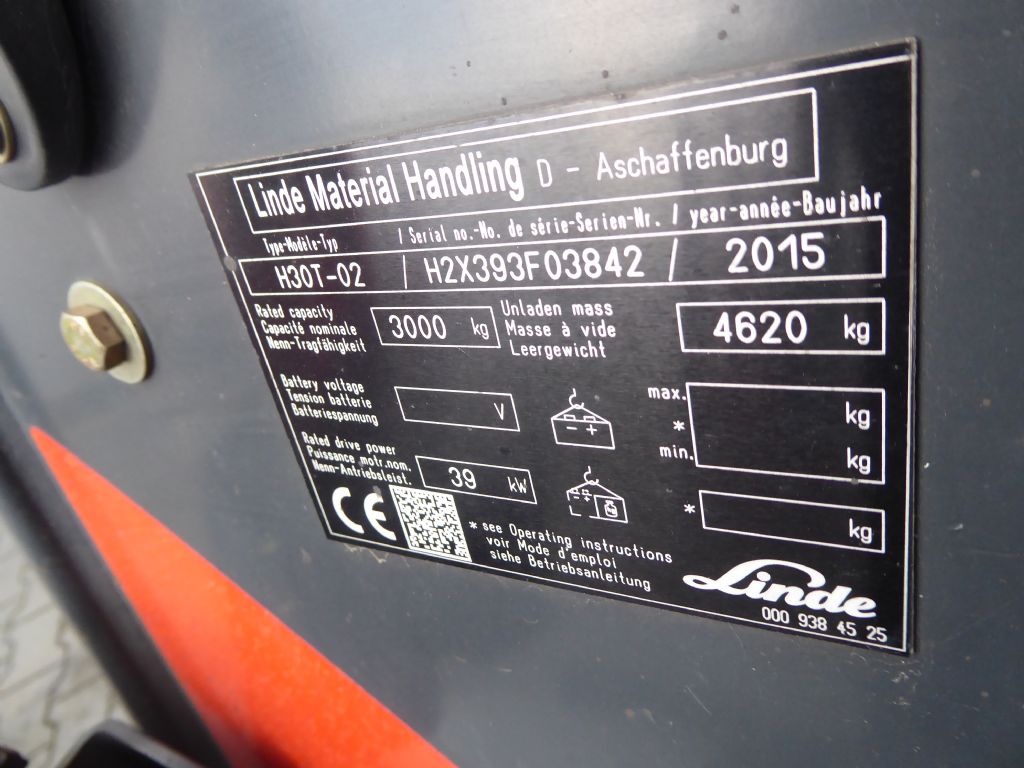 Linde Material Handling D - Aschaffenburg
Type-Modèle-Typ / Serial no.-No. de série-Serien-Nr. / year-année-Baujahr
H30T-02 / H2X393F03842 / 2015
Rated capacity
Capacité nominale
Nenn-Tragfähigkeit
3000 kg
Unladen mass
Masse à vide
Leergewicht
4620 kg
Battery voltage
Tension batterie
Batteriespannung
V
max. kg
*
min. kg
Rated drive power
Puissance motr.nom.
Nenn-Antriebsleist.
39 kW
* kg
CE
* see Operating instructions
voir Mode d'emploi
siehe Betriebsanleitung
Linde
000 938 45 25